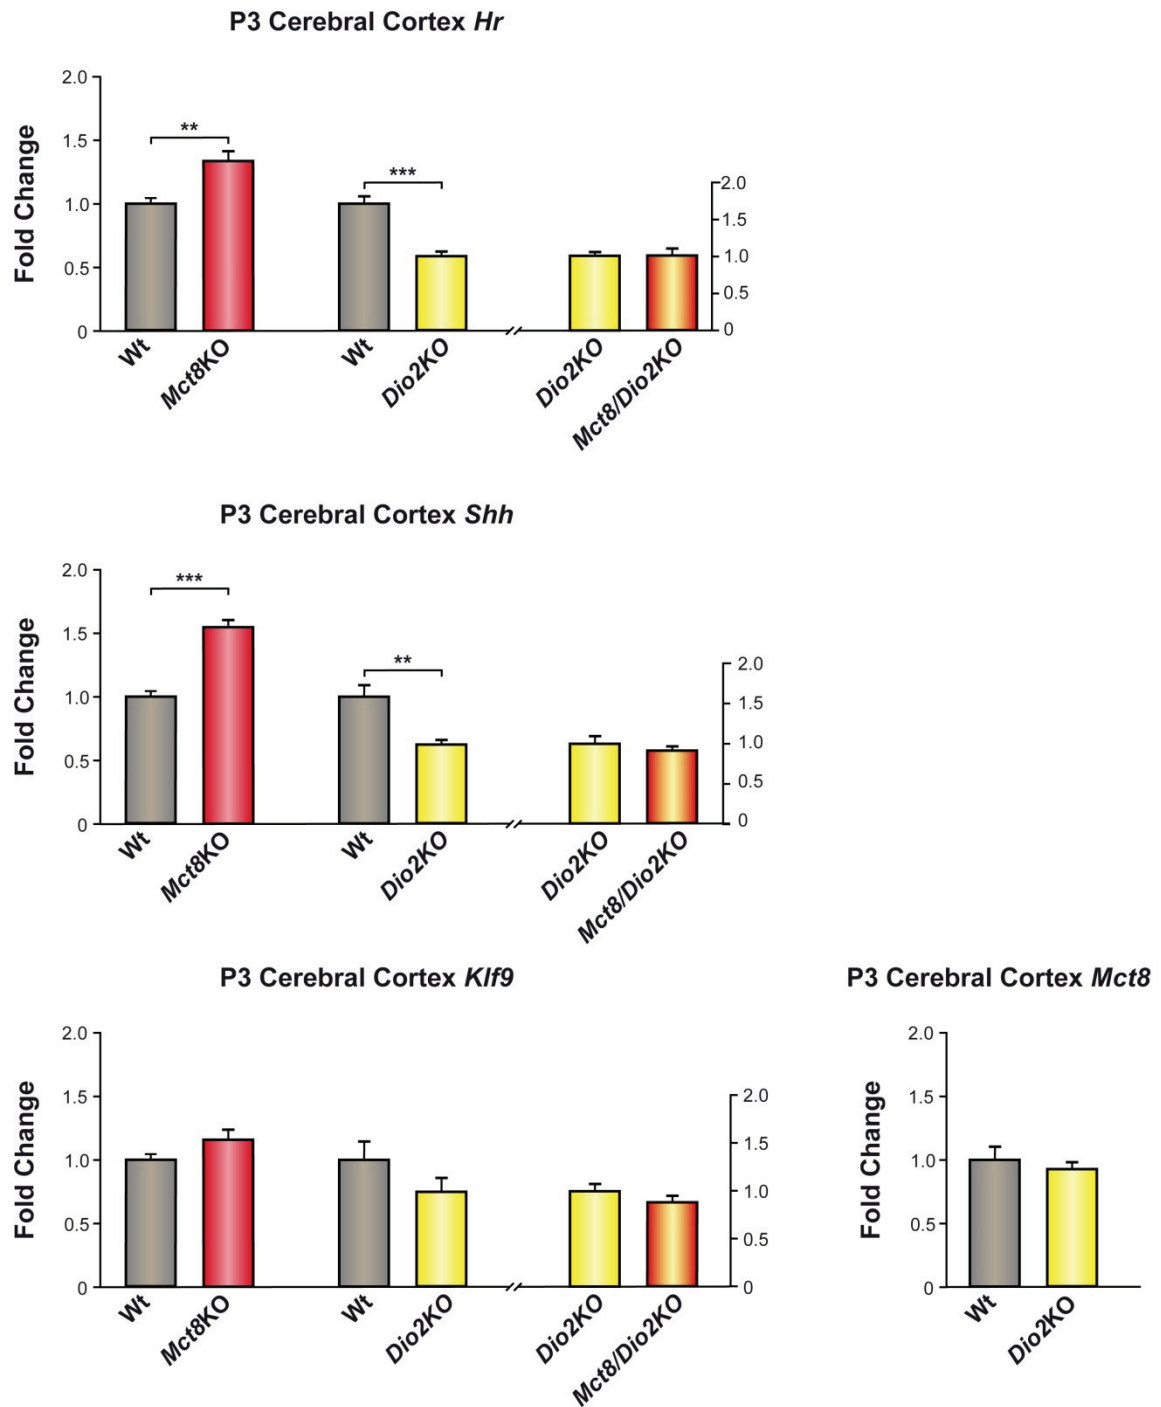 P3 Cerebral Cortex Hr
Fold Change
2.0
1.5
1.0
0.5
0
**
***
2.0
1.5
1.0
0.5
0
Wt
Mct8KO
Wt
Dio2KO
Dio2KO
Mct8/Dio2KO
P3 Cerebral Cortex Shh
Fold Change
2.0
1.5
1.0
0.5
0
***
**
2.0
1.5
1.0
0.5
0
Wt
Mct8KO
Wt
Dio2KO
Dio2KO
Mct8/Dio2KO
P3 Cerebral Cortex Klf9
Fold Change
2.0
1.5
1.0
0.5
0
2.0
1.5
1.0
0.5
0
Wt
Mct8KO
Wt
Dio2KO
Dio2KO
Mct8/Dio2KO
P3 Cerebral Cortex Mct8
Fold Change
2.0
1.5
1.0
0.5
0
Wt
Dio2KO